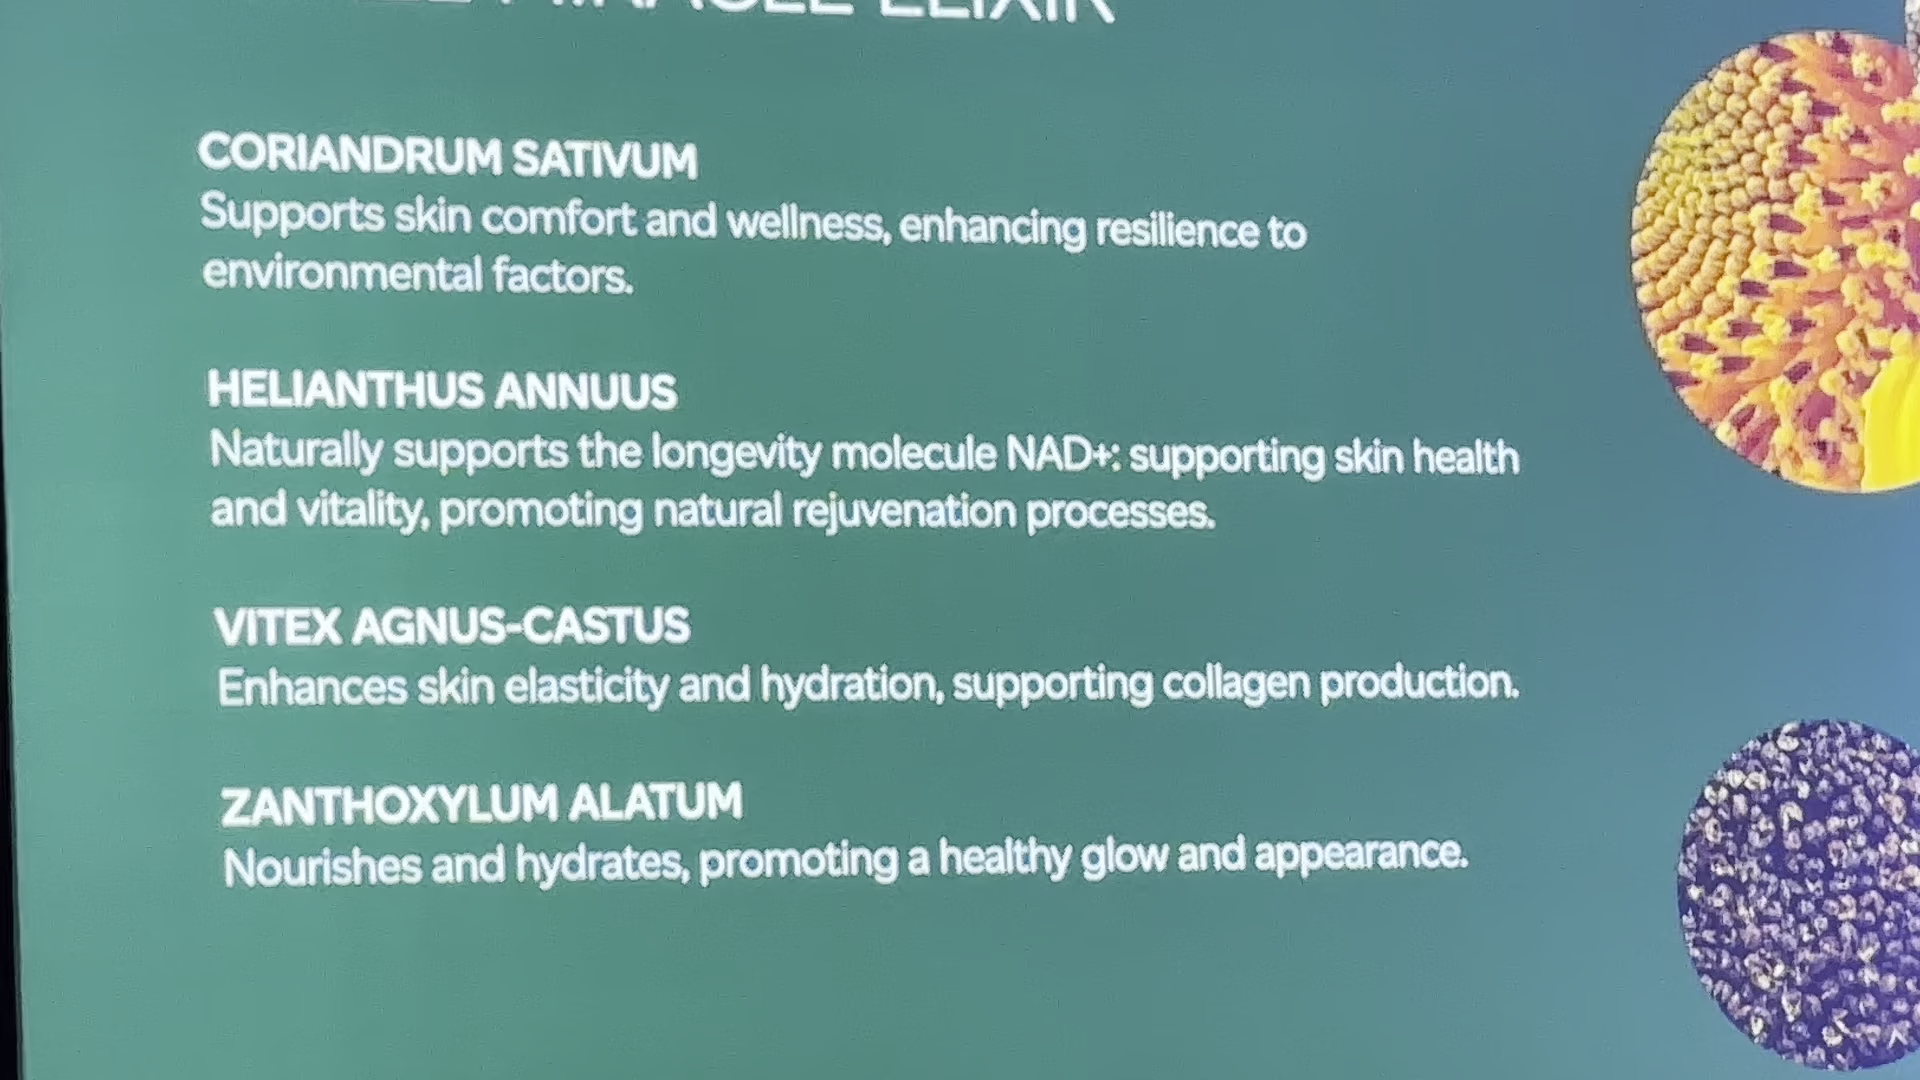 MIRACLE ELIXIR
CORIANDRUM SATIVUM
Supports skin comfort and wellness, enhancing resilience to
environmental factors.
HELIANTHUS ANNUUS
Naturally supports the longevity molecule NAD+: supporting skin health
and vitality, promoting natural rejuvenation processes.
VITEX AGNUS-CASTUS
Enhances skin elasticity and hydration, supporting collagen production.
ZANTHOXYLUM ALATUM
Nourishes and hydrates, promoting a healthy glow and appearance.